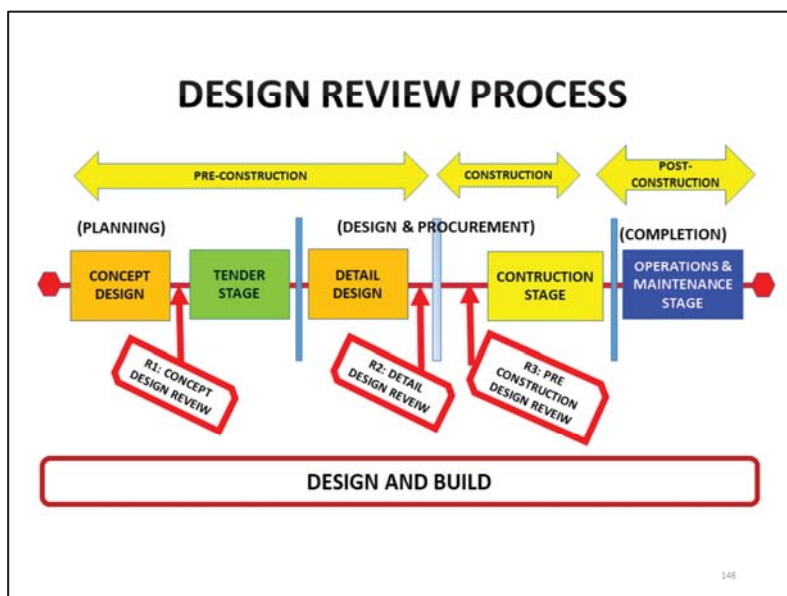 DESIGN REVIEW PROCESS
PRE-CONSTRUCTION
CONSTRUCTION
POST-
CONSTRUCTION
(PLANNING)
(DESIGN & PROCUREMENT)
(COMPLETION)
CONCEPT
DESIGN
TENDER
STAGE
DETAIL
DESIGN
CONTRUCTION
STAGE
OPERATIONS &
MAINTENANCE
STAGE
R1: CONCEPT
DESIGN REVEIW
R2: DETAIL
DESIGN REVEIW
R3: PRE
CONSTRUCTION
DESIGN REVEIW
DESIGN AND BUILD
146